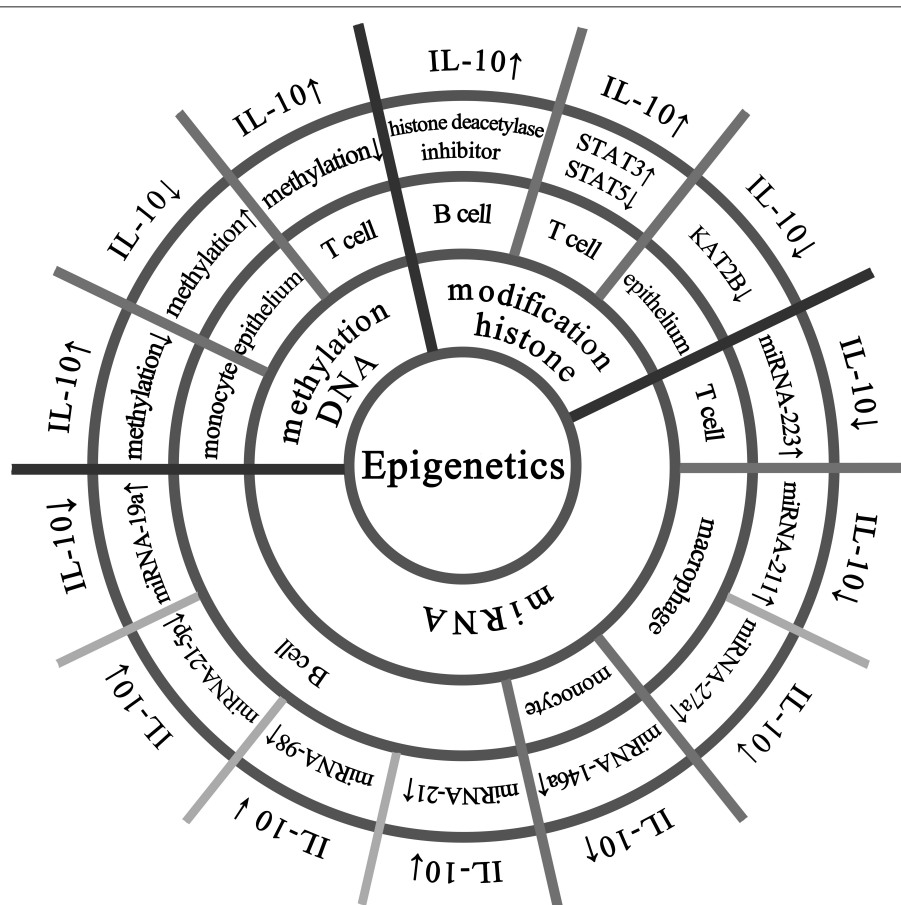 Epigenetics
methylation
DNA
modification
histone
miRNA
monocyte
methylation↓
IL-10↑
epithelium
methylation↑
IL-10↓
T cell
methylation↓
IL-10↑
B cell
histone deacetylase
inhibitor
IL-10↑
T cell
STAT3↑
STAT5↓
IL-10↑
epithelium
KAT2B↓
IL-10↓
T cell
miRNA-223↑
IL-10↓
macrophage
miRNA-211↑
IL-10↓
miRNA-27a↑
IL-10↓
monocyte
miRNA-146a↑
IL-10↓
B cell
miRNA-21↑
IL-10↓
miRNA-98↑
IL-10↓
miRNA-21-5p↓
IL-10↑
miRNA-19a↑
IL-10↓